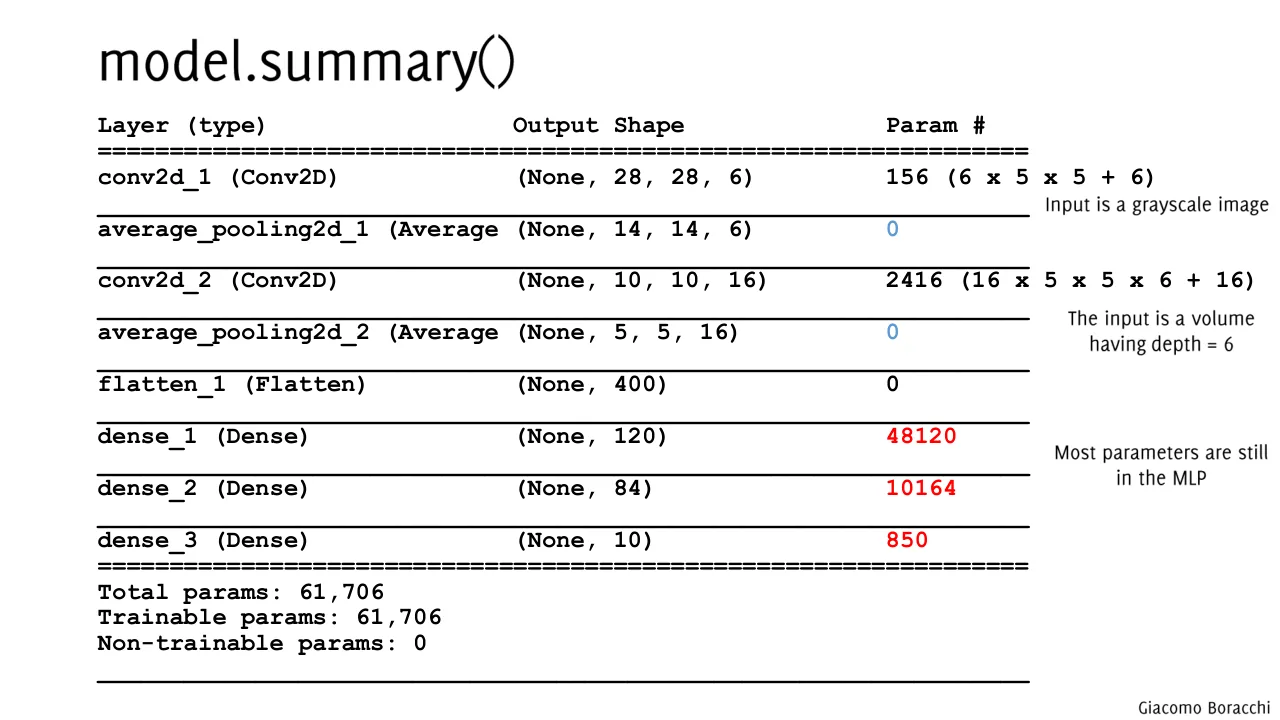 model.summary()
Layer (type) Output Shape Param #
=================================================================
conv2d_1 (Conv2D) (None, 28, 28, 6) 156 (6 x 5 x 5 + 6)
Input is a grayscale image
average_pooling2d_1 (Average (None, 14, 14, 6) 0
conv2d_2 (Conv2D) (None, 10, 10, 16) 2416 (16 x 5 x 5 x 6 + 16)
The input is a volume
having depth = 6
average_pooling2d_2 (Average (None, 5, 5, 16) 0
flatten_1 (Flatten) (None, 400) 0
dense_1 (Dense) (None, 120) 48120
Most parameters are still
in the MLP
dense_2 (Dense) (None, 84) 10164
dense_3 (Dense) (None, 10) 850
=================================================================
Total params: 61,706
Trainable params: 61,706
Non-trainable params: 0
Giacomo Boracchi